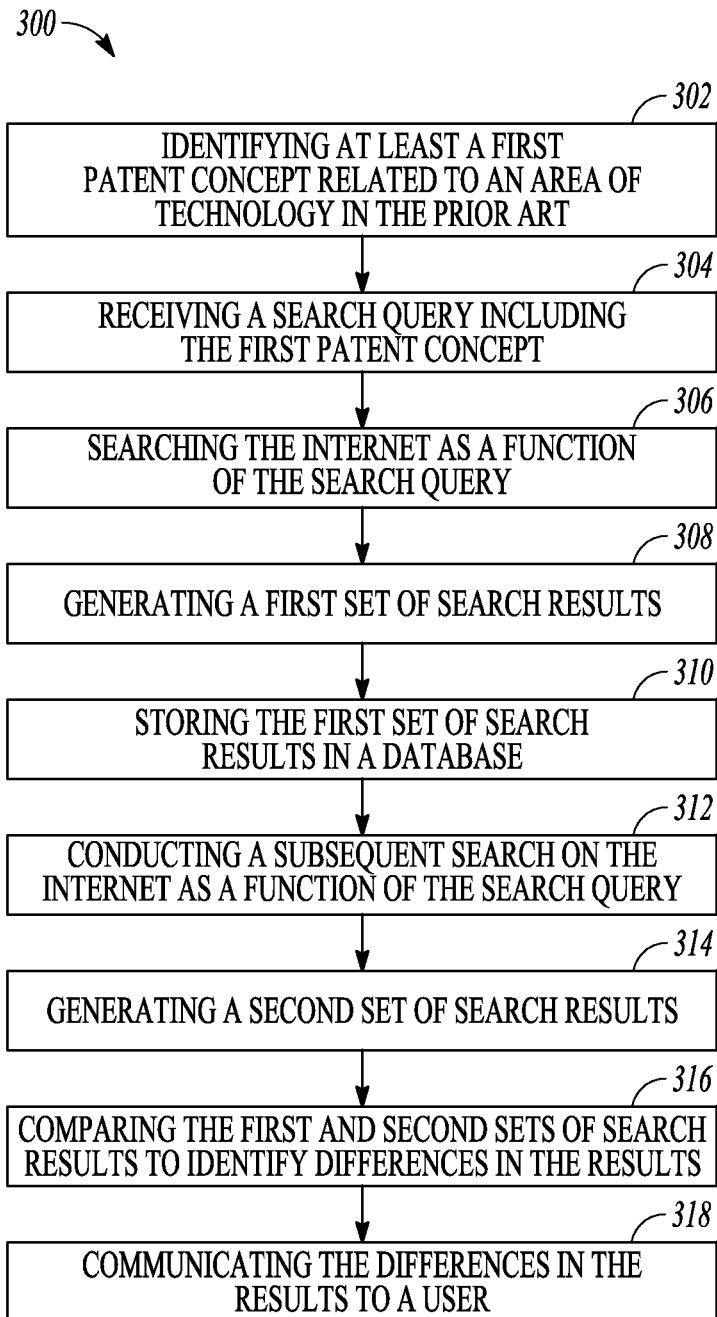 300
302
IDENTIFYING AT LEAST A FIRST
PATENT CONCEPT RELATED TO AN AREA OF
TECHNOLOGY IN THE PRIOR ART
304
RECEIVING A SEARCH QUERY INCLUDING
THE FIRST PATENT CONCEPT
306
SEARCHING THE INTERNET AS A FUNCTION
OF THE SEARCH QUERY
308
GENERATING A FIRST SET OF SEARCH RESULTS
310
STORING THE FIRST SET OF SEARCH
RESULTS IN A DATABASE
312
CONDUCTING A SUBSEQUENT SEARCH ON THE
INTERNET AS A FUNCTION OF THE SEARCH QUERY
314
GENERATING A SECOND SET OF SEARCH RESULTS
316
COMPARING THE FIRST AND SECOND SETS OF SEARCH
RESULTS TO IDENTIFY DIFFERENCES IN THE RESULTS
318
COMMUNICATING THE DIFFERENCES IN THE
RESULTS TO A USER